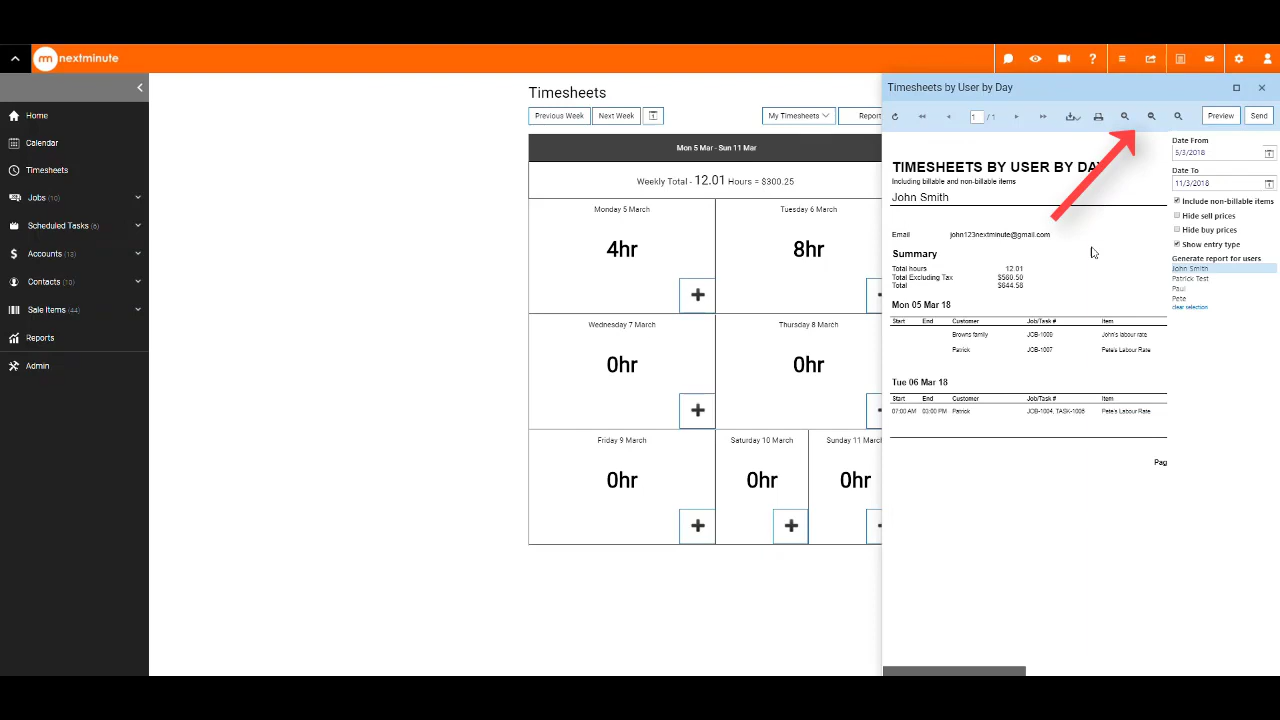 nextminute
Home
Calendar
Timesheets
Jobs (10)
Scheduled Tasks (6)
Accounts (13)
Contacts (10)
Sale Items (44)
Reports
Admin
Timesheets
Previous Week
Next Week
My Timesheets
Report
Mon 5 Mar - Sun 11 Mar
Weekly Total - 12.01 Hours = $300.25
Monday 5 March
4hr
Tuesday 6 March
8hr
Wednesday 7 March
0hr
Thursday 8 March
0hr
Friday 9 March
0hr
Saturday 10 March
0hr
Sunday 11 March
0hr
Timesheets by User by Day
1 / 1
Preview
Send
TIMESHEETS BY USER BY DAY
Including billable and non-billable items
John Smith
Email john123nextminute@gmail.com
Summary
Total hours 12.01
Total Excluding Tax $560.50
Total $644.58
Mon 05 Mar 18
Start End Customer Job/Task # Item
Browns family JOB-1009 John's labour rate
Patrick JOB-1007 Pete's Labour Rate
Tue 06 Mar 18
Start End Customer Job/Task # Item
07:00 AM 03:00 PM Patrick JOB-1004, TASK-1006 Pete's Labour Rate
Pag
Date From
5/3/2018
Date To
11/3/2018
Include non-billable items
Hide sell prices
Hide buy prices
Show entry type
Generate report for users
John Smith
Patrick Test
Paul
Pete
clear selection